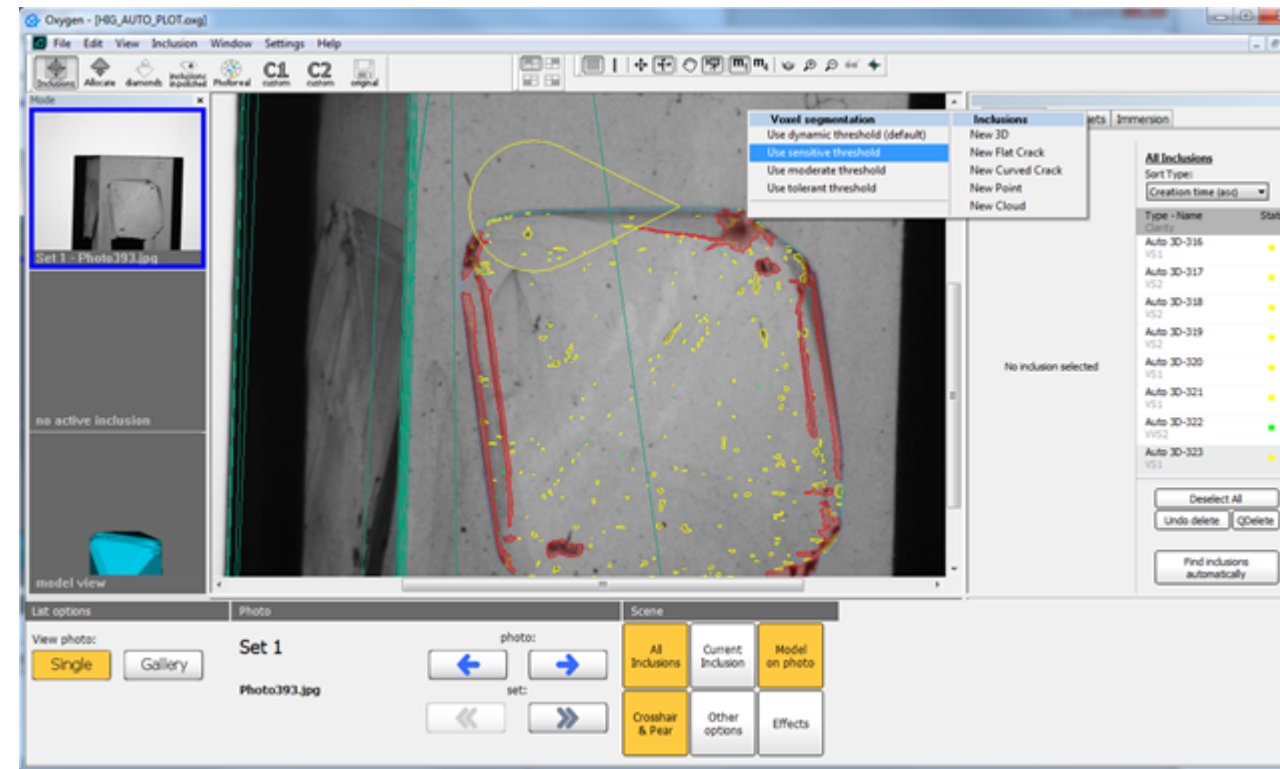 Oxygen - [HIG_AUTO_PLOT.oxg]
File Edit View Inclusion Window Settings Help
Inclusions Allocate diamonds inclusions inpolished Photoreal C1 custom C2 custom original
Mode
Set 1 - Photo393.jpg
no active inclusion
model view
Voxel segmentation
Use dynamic threshold (default)
Use sensitive threshold
Use moderate threshold
Use tolerant threshold
Inclusions
New 3D
New Flat Crack
New Curved Crack
New Point
New Cloud
Immersion
No inclusion selected
All Inclusions
Sort Type:
Creation time (asc)
Type - Name
Clarity
Auto 3D-316
VS1
Auto 3D-317
VS2
Auto 3D-318
VS2
Auto 3D-319
VS2
Auto 3D-320
VS1
Auto 3D-321
VS1
Auto 3D-322
VVS2
Auto 3D-323
VS1
Deselect All
Undo delete QDelete
Find inclusions
automatically
List options
View photo:
Single Gallery
Photo
Set 1
Photo393.jpg
photo:
set:
Scene
All
Inclusions
Current
Inclusion
Model
on photo
Crosshair
& Pear
Other
options
Effects